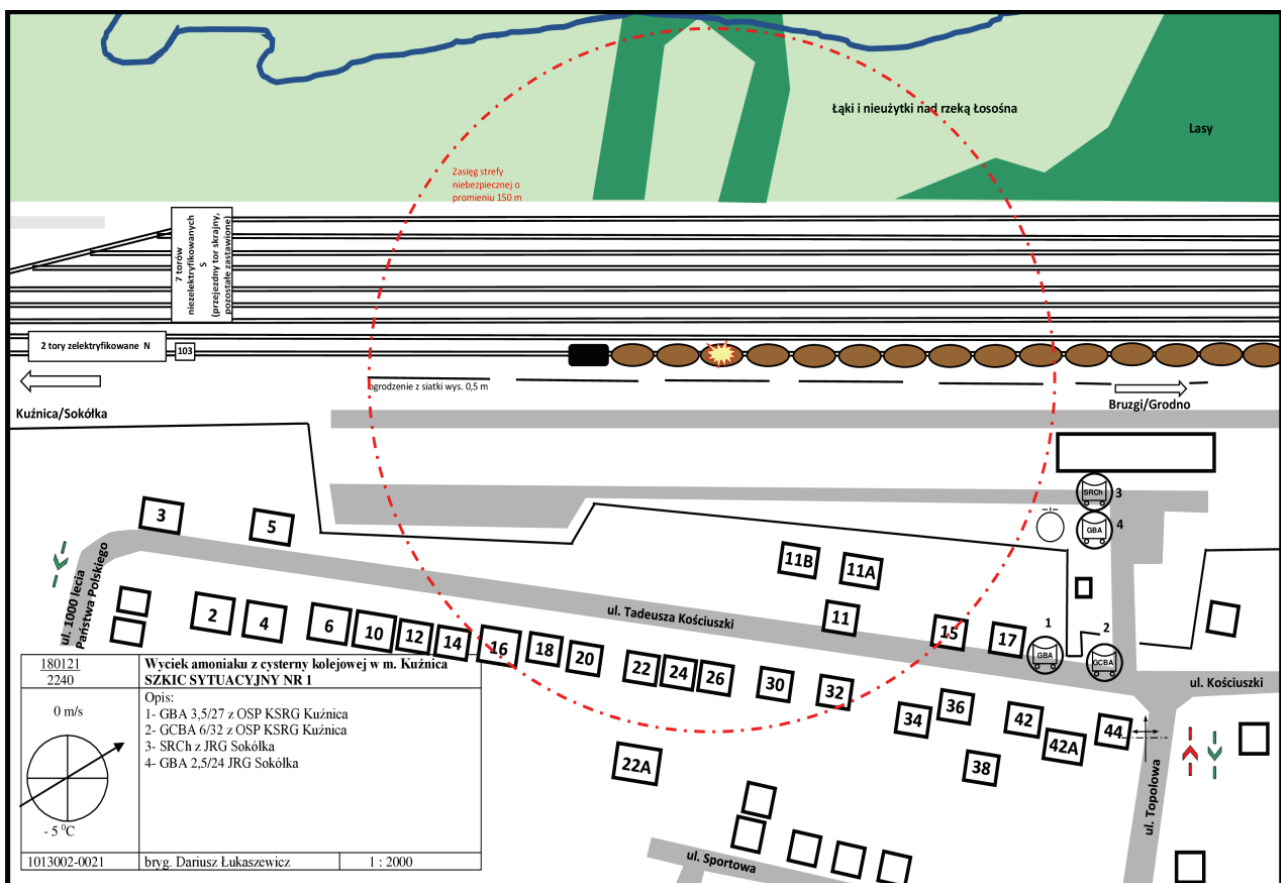 Łąki i nieużytki nad rzeką Łosośna
Lasy
Zasięg strefy
niebezpiecznej o
promieniu 150 m
7 torów
niezelektryfikowanych
S
(przejezdny tor skrajny,
pozostałe zastawione)
2 tory zelektryfikowane N
103
ogrodzenie z siatki wys. 0,5 m
Kuźnica/Sokółka
Bruzgi/Grodno
SRCh
3
GBA
4
3
5
11B
11A
11
15
17
1
GBA
2
GCBA
ul. 1000 lecia
Państwa Polskiego
ul. Tadeusza Kościuszki
ul. Kościuszki
2
4
6
10
12
14
16
18
20
22
24
26
30
32
34
36
38
42
42A
44
22A
ul. Topolowa
ul. Sportowa
180121
2240
Wyciek amoniaku z cysterny kolejowej w m. Kuźnica
SZKIC SYTUACYJNY NR 1
0 m/s
- 5 ⁰C
Opis:
1- GBA 3,5/27 z OSP KSRG Kuźnica
2- GCBA 6/32 z OSP KSRG Kuźnica
3- SRCh z JRG Sokółka
4- GBA 2,5/24 JRG Sokółka
1013002-0021
bryg. Dariusz Łukaszewicz
1 : 2000